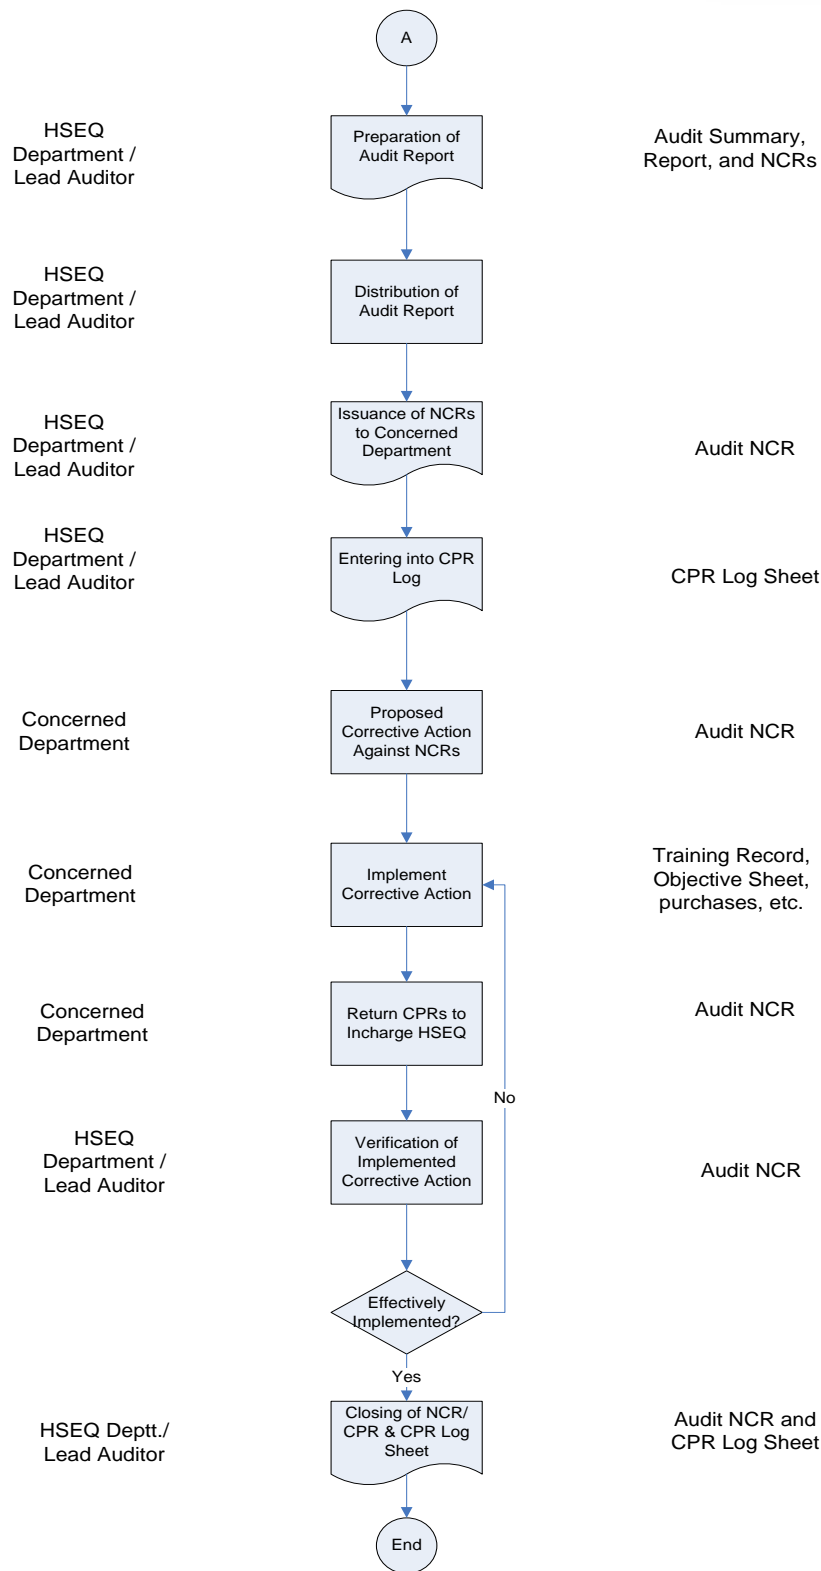 A
HSEQ
Department /
Lead Auditor
Preparation of
Audit Report
Audit Summary,
Report, and NCRs
HSEQ
Department /
Lead Auditor
Distribution of
Audit Report
HSEQ
Department /
Lead Auditor
Issuance of NCRs
to Concerned
Department
Audit NCR
HSEQ
Department /
Lead Auditor
Entering into CPR
Log
CPR Log Sheet
Concerned
Department
Proposed
Corrective Action
Against NCRs
Audit NCR
Concerned
Department
Implement
Corrective Action
Training Record,
Objective Sheet,
purchases, etc.
Concerned
Department
Return CPRs to
Incharge HSEQ
Audit NCR
No
HSEQ
Department /
Lead Auditor
Verification of
Implemented
Corrective Action
Audit NCR
Effectively
Implemented?
Yes
HSEQ Deptt./
Lead Auditor
Closing of NCR/
CPR & CPR Log
Sheet
Audit NCR and
CPR Log Sheet
End